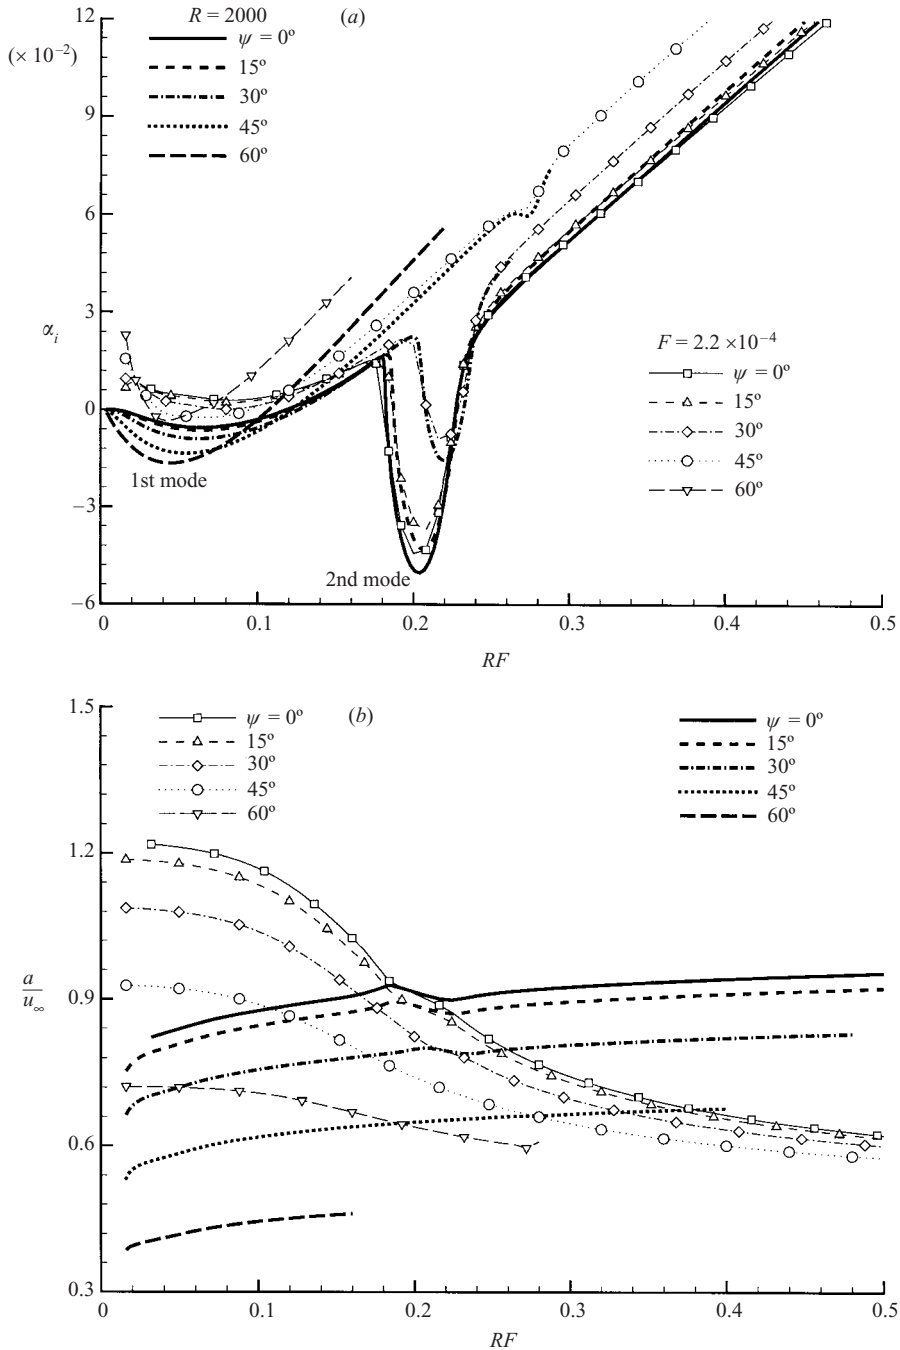 12
(× 10⁻²)
9
6
3
0
−3
−6
αᵢ
R = 2000
(a)
ψ = 0º
15º
30º
45º
60º
F = 2.2 ×10⁻⁴
ψ = 0º
15º
30º
45º
60º
1st mode
2nd mode
0 0.1 0.2 0.3 0.4 0.5
RF
1.5
1.2
0.9
0.6
0.3
a/u∞
ψ = 0º
15º
30º
45º
60º
(b)
ψ = 0º
15º
30º
45º
60º
0 0.1 0.2 0.3 0.4 0.5
RF